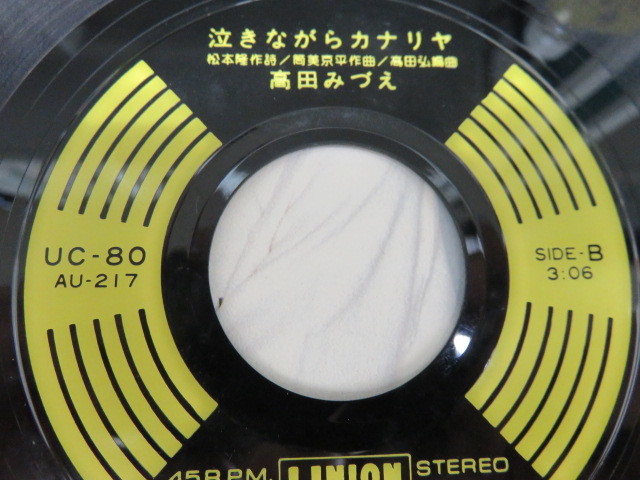 泣きながらカナリヤ
松本隆作詩/筒美京平作曲/高田弘編曲
高田みづえ
UC-80
AU-217
SIDE-B
3:06
45R.P.M. UNION STEREO